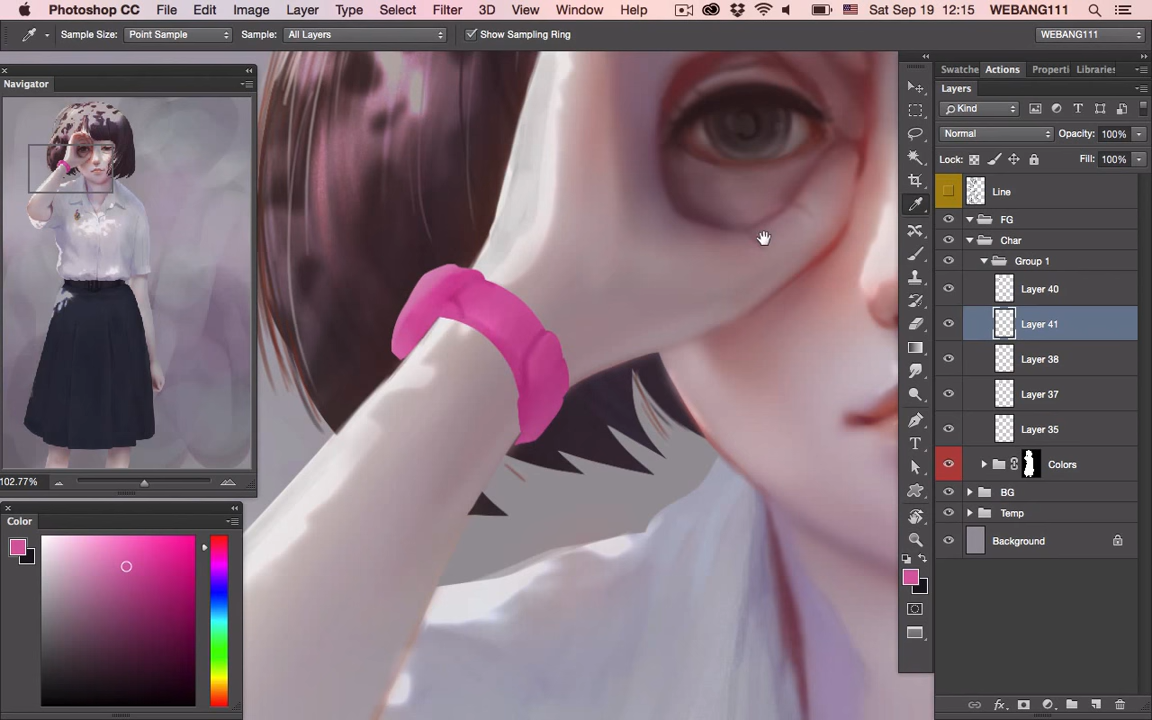 Photoshop CC File Edit Image Layer Type Select Filter 3D View Window Help Sat Sep 19 12:15 WEBANG111
Sample Size: Point Sample Sample: All Layers Show Sampling Ring WEBANG111
Navigator
102.77%
Color
Swatche Actions Properti Libraries
Layers
Kind
Normal Opacity: 100%
Lock: Fill: 100%
Line
FG
Char
Group 1
Layer 40
Layer 41
Layer 38
Layer 37
Layer 35
Colors
BG
Temp
Background